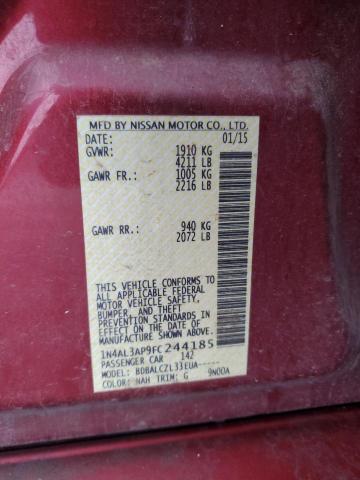 MFD BY NISSAN MOTOR CO., LTD.
DATE: 01/15
GVWR: 1910 KG
4211 LB
GAWR FR.: 1005 KG
2216 LB
GAWR RR.: 940 KG
2072 LB
THIS VEHICLE CONFORMS TO
ALL APPLICABLE FEDERAL
MOTOR VEHICLE SAFETY,
BUMPER, AND THEFT
PREVENTION STANDARDS IN
EFFECT ON THE DATE OF
MANUFACTURE SHOWN ABOVE.
1N4AL3AP9FC244185
PASSENGER CAR 142
MODEL: BDBALCZL33EUA-----
COLOR: NAH TRIM: G 9N00A